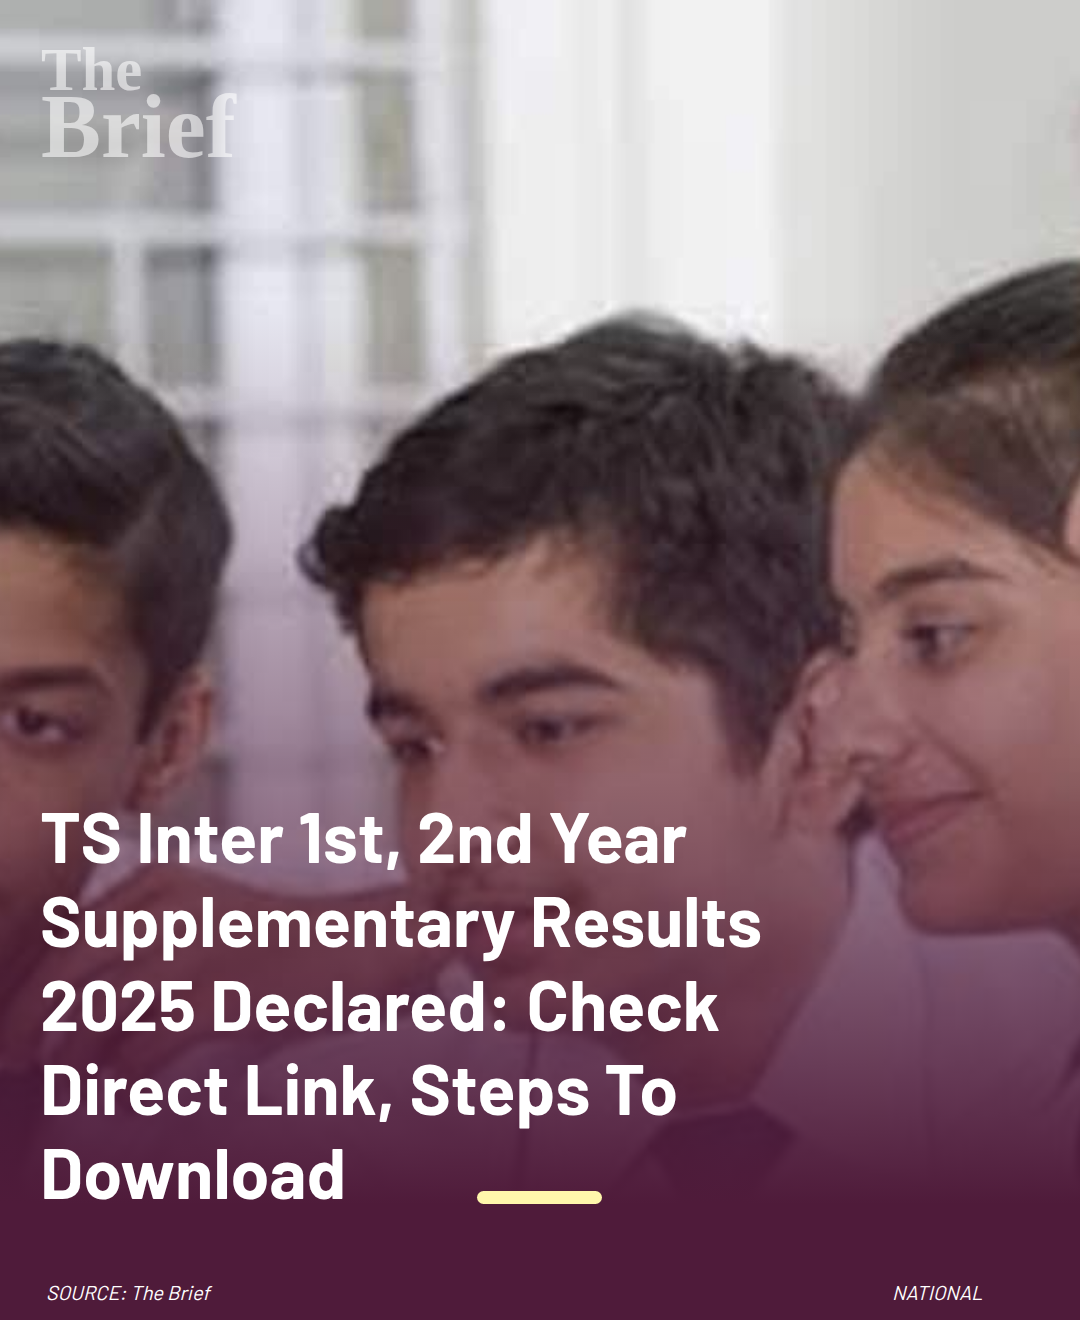 The
Brief
TS Inter 1st, 2nd Year
Supplementary Results
2025 Declared: Check
Direct Link, Steps To
Download
SOURCE: The Brief
NATIONAL